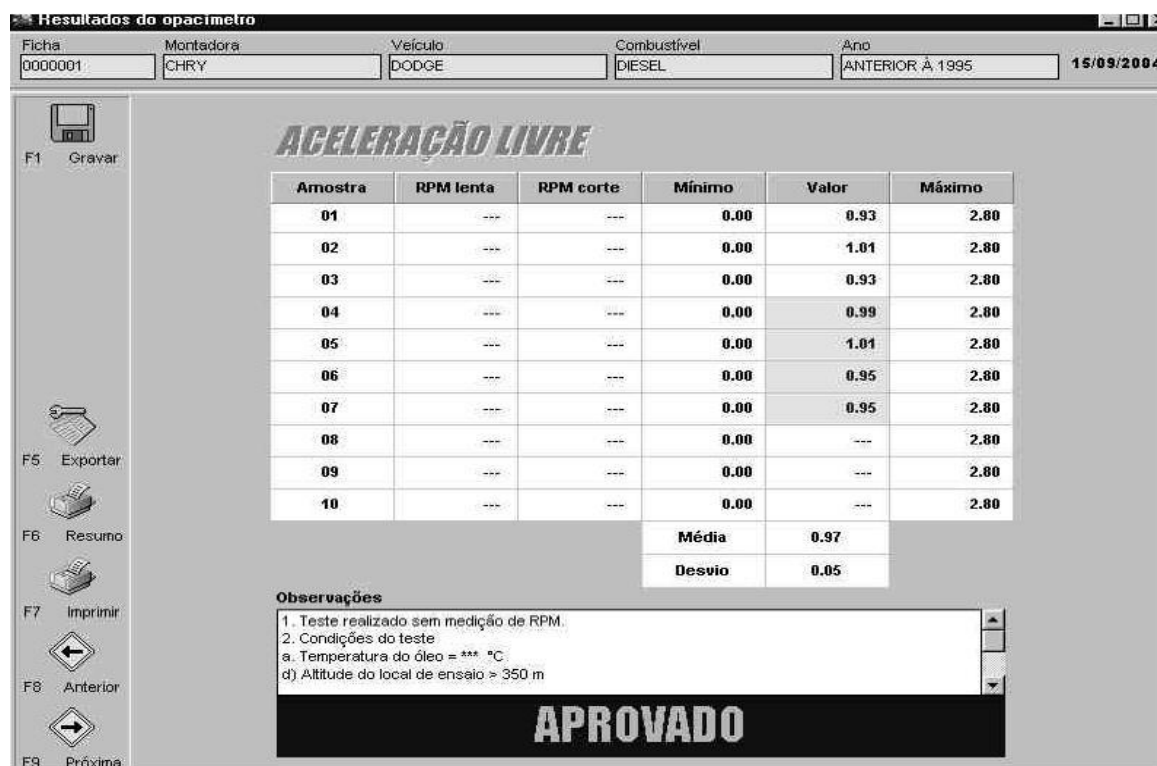 Resultados do opacímetro
Ficha Montadora Veículo Combustível Ano
0000001 CHRY DODGE DIESEL ANTERIOR À 1995 15/09/2004
F1 Gravar
ACELERAÇÃO LIVRE
Amostra RPM lenta RPM corte Mínimo Valor Máximo
01 --- --- 0.00 0.93 2.80
02 --- --- 0.00 1.01 2.80
03 --- --- 0.00 0.93 2.80
04 --- --- 0.00 0.99 2.80
05 --- --- 0.00 1.01 2.80
06 --- --- 0.00 0.95 2.80
07 --- --- 0.00 0.95 2.80
08 --- --- 0.00 --- 2.80
09 --- --- 0.00 --- 2.80
10 --- --- 0.00 --- 2.80
Média 0.97
Desvio 0.05
F5 Exportar
F6 Resumo
F7 Imprimir
F8 Anterior
F9 Próxima
Observações
1. Teste realizado sem medição de RPM.
2. Condições do teste
a. Temperatura do óleo = *** ºC
d) Altitude do local de ensaio > 350 m
APROVADO